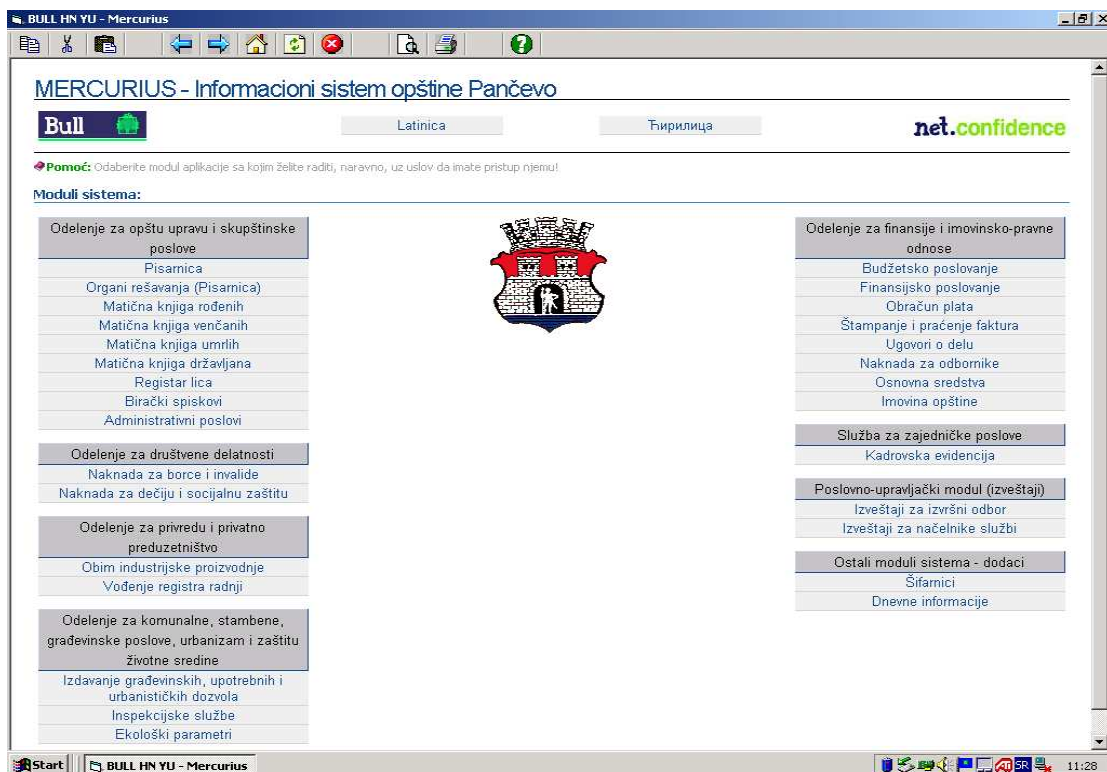 BULL HN YU - Mercurius
MERCURIUS - Informacioni sistem opštine Pančevo
Bull
Latinica
Ћирилица
net.confidence
Pomoć: Odaberite modul aplikacije sa kojim želite raditi, naravno, uz uslov da imate pristup njemu!
Moduli sistema:
Odelenje za opštu upravu i skupštinske
poslove
Pisarnica
Organi rešavanja (Pisarnica)
Matična knjiga rođenih
Matična knjiga venčanih
Matična knjiga umrlih
Matična knjiga državljana
Registar lica
Birački spiskovi
Administrativni poslovi
Odelenje za društvene delatnosti
Naknada za borce i invalide
Naknada za dečiju i socijalnu zaštitu
Odelenje za privredu i privatno
preduzetništvo
Obim industrijske proizvodnje
Vođenje registra radnji
Odelenje za komunalne, stambene,
građevinske poslove, urbanizam i zaštitu
životne sredine
Izdavanje građevinskih, upotrebnih i
urbanističkih dozvola
Inspekcijske službe
Ekološki parametri
Odelenje za finansije i imovinsko-pravne
odnose
Budžetsko poslovanje
Finansijsko poslovanje
Obračun plata
Štampanje i praćenje faktura
Ugovori o delu
Naknada za odbornike
Osnovna sredstva
Imovina opštine
Služba za zajedničke poslove
Kadrovska evidencija
Poslovno-upravljački modul (izveštaji)
Izveštaji za izvršni odbor
Izveštaji za načelnike službi
Ostali moduli sistema - dodaci
Šifarnici
Dnevne informacije
Start
BULL HN YU - Mercurius
SR
11:28